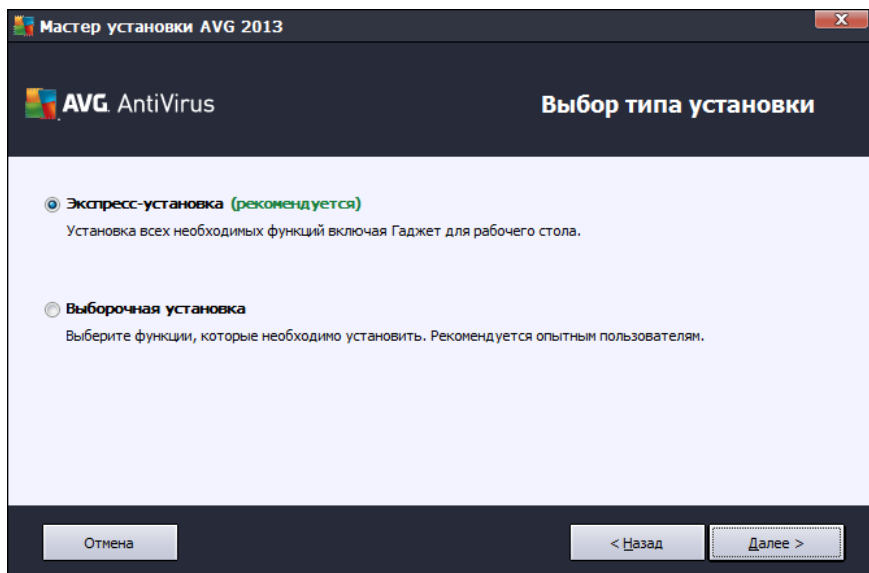 Мастер установки AVG 2013
AVG. AntiVirus
Выбор типа установки
Экспресс-установка (рекомендуется)
Установка всех необходимых функций включая Гаджет для рабочего стола.
Выборочная установка
Выберите функции, которые необходимо установить. Рекомендуется опытным пользователям.
Отмена
< Назад
Далее >